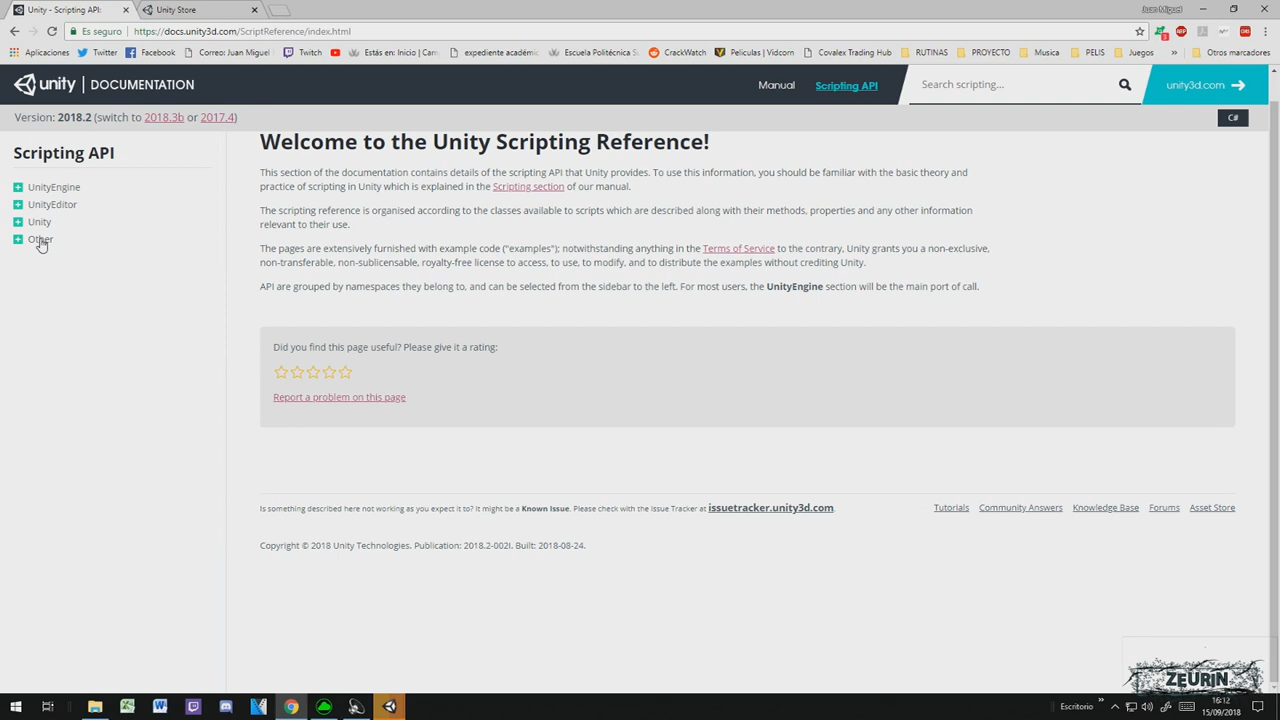 Unity - Scripting API:
Unity Store
Juan Miguel
Es seguro
https://docs.unity3d.com/ScriptReference/index.html
Aplicaciones
Twitter
Facebook
Correo: Juan Miguel
Estás en: Inicio | Cam
expediente académic
Escuela Politécnica S
CrackWatch
Peliculas | Vidcorn
Covalex Trading Hub
RUTINAS
PROYECTO
Musica
PELIS
Juegos
»
Otros marcadores
unity | DOCUMENTATION
Manual
Scripting API
Search scripting...
unity3d.com
Version: 2018.2 (switch to 2018.3b or 2017.4)
C#
Scripting API
UnityEngine
UnityEditor
Unity
Other
Welcome to the Unity Scripting Reference!
This section of the documentation contains details of the scripting API that Unity provides. To use this information, you should be familiar with the basic theory and
practice of scripting in Unity which is explained in the Scripting section of our manual.
The scripting reference is organised according to the classes available to scripts which are described along with their methods, properties and any other information
relevant to their use.
The pages are extensively furnished with example code ("examples"): notwithstanding anything in the Terms of Service to the contrary, Unity grants you a non-exclusive,
non-transferable, non-sublicensable, royalty-free license to access, to use, to modify, and to distribute the examples without crediting Unity.
API are grouped by namespaces they belong to, and can be selected from the sidebar to the left. For most users, the UnityEngine section will be the main port of call.
Did you find this page useful? Please give it a rating:
Report a problem on this page
Is something described here not working as you expect it to? It might be a Known Issue. Please check with the Issue Tracker at issuetracker.unity3d.com.
Tutorials
Community Answers
Knowledge Base
Forums
Asset Store
Copyright © 2018 Unity Technologies. Publication: 2018.2-002I. Built: 2018-08-24.
ZEURIN
Escritorio
»
16:12
15/09/2018